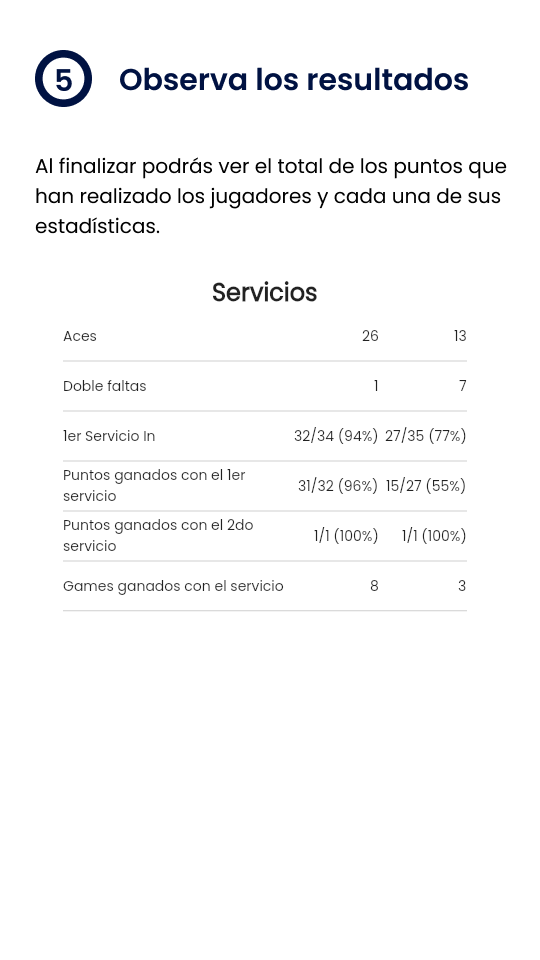 5 Observa los resultados
Al finalizar podrás ver el total de los puntos que
han realizado los jugadores y cada una de sus
estadísticas.
Servicios
Aces 26 13
Doble faltas 1 7
1er Servicio In 32/34 (94%) 27/35 (77%)
Puntos ganados con el 1er
servicio 31/32 (96%) 15/27 (55%)
Puntos ganados con el 2do
servicio 1/1 (100%) 1/1 (100%)
Games ganados con el servicio 8 3